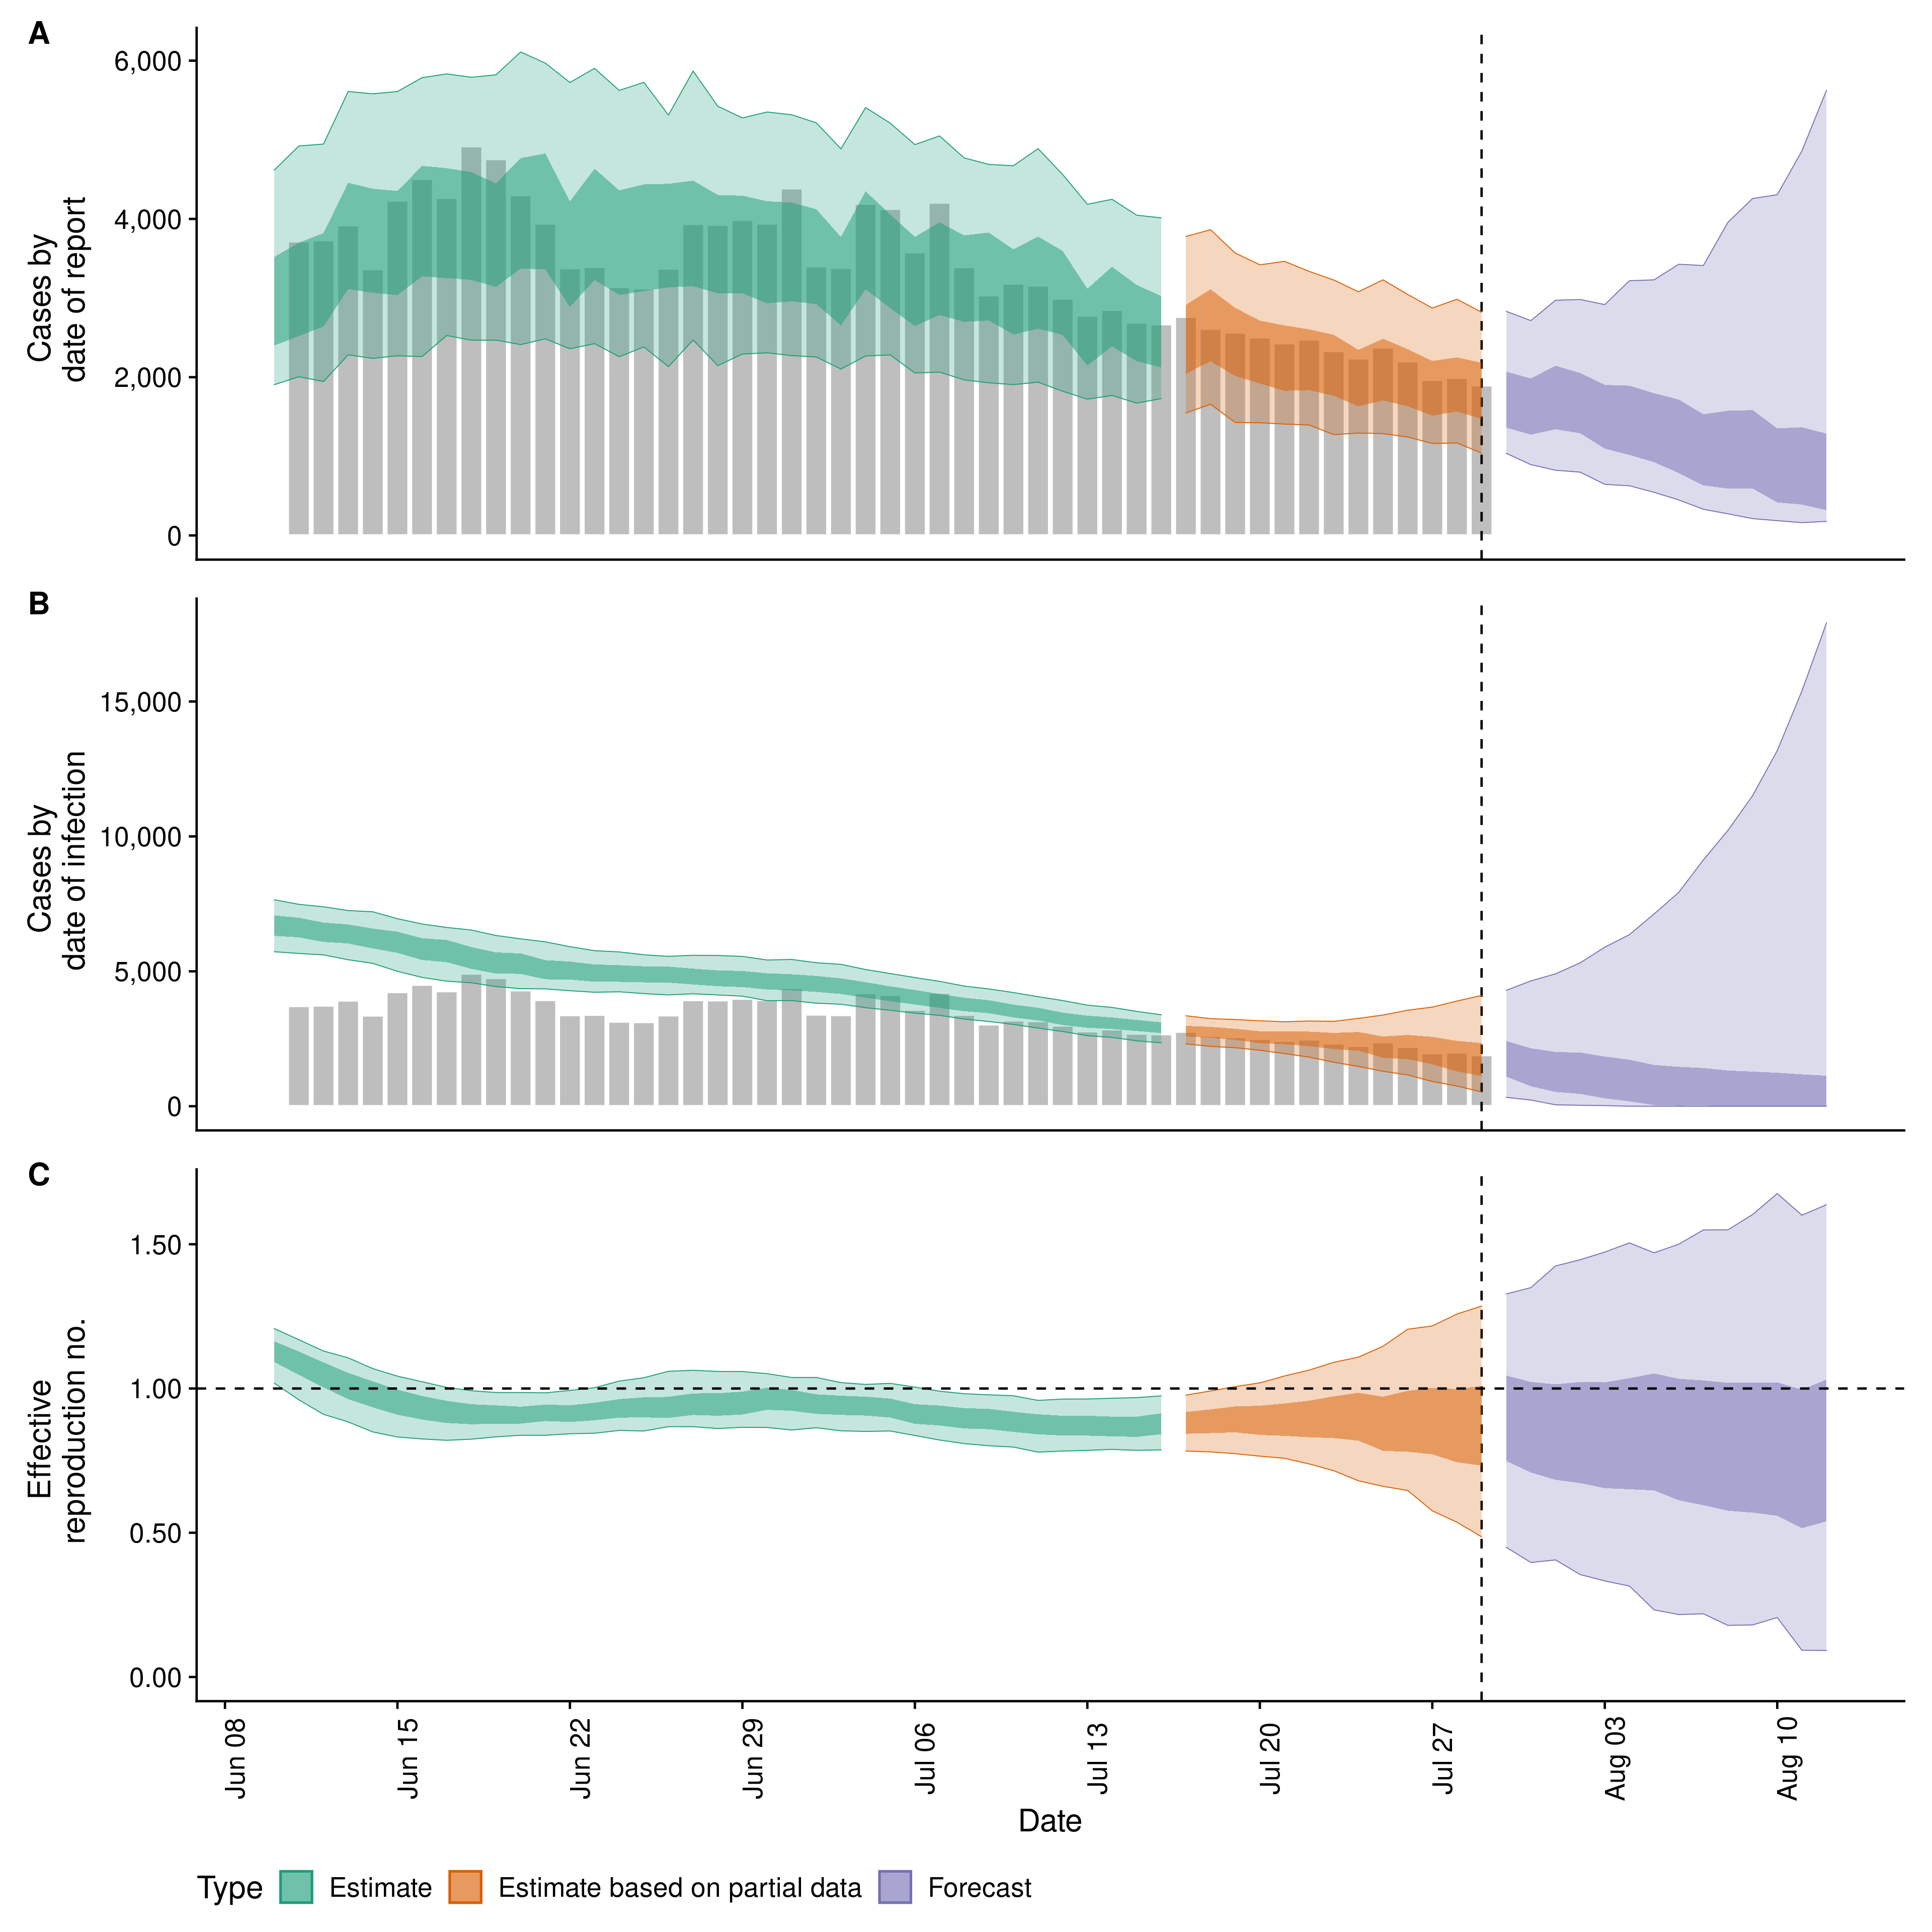 A
Cases by
date of report
6,000
4,000
2,000
0
B
Cases by
date of infection
15,000
10,000
5,000
0
C
Effective
reproduction no.
1.50
1.00
0.50
0.00
Jun 08
Jun 15
Jun 22
Jun 29
Jul 06
Jul 13
Jul 20
Jul 27
Aug 03
Aug 10
Date
Type Estimate Estimate based on partial data Forecast